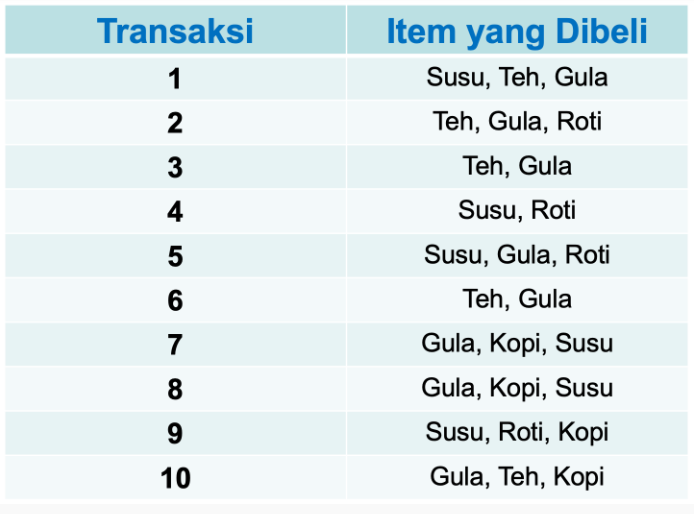 Transaksi Item yang Dibeli
1 Susu, Teh, Gula
2 Teh, Gula, Roti
3 Teh, Gula
4 Susu, Roti
5 Susu, Gula, Roti
6 Teh, Gula
7 Gula, Kopi, Susu
8 Gula, Kopi, Susu
9 Susu, Roti, Kopi
10 Gula, Teh, Kopi